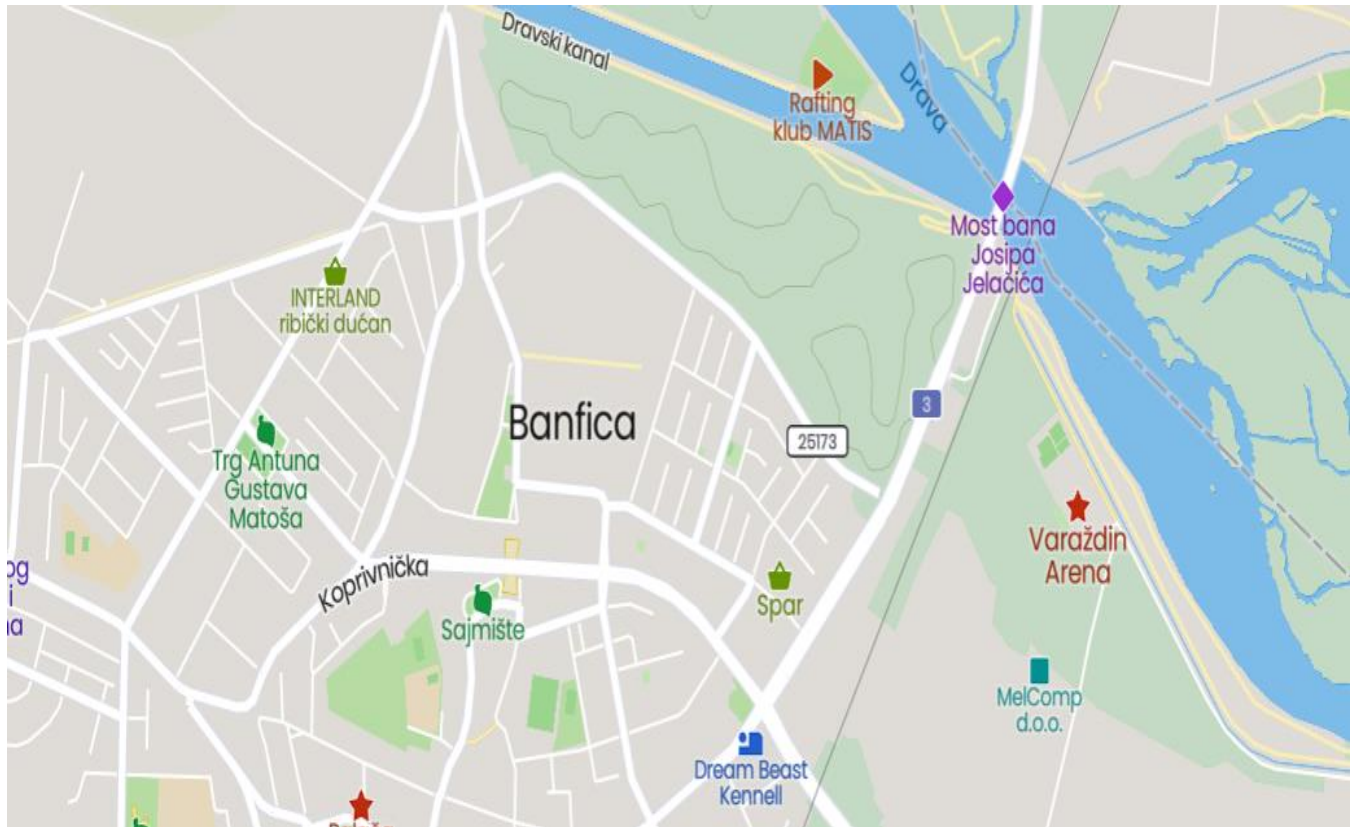 Dravski kanal
Drava
Rafting
klub MATIS
Most bana
Josipa
Jelačića
INTERLAND
ribički dućan
3
Banfica
25173
Trg Antuna
Gustava
Matoša
Varaždin
Arena
Koprivnička
Spar
Sajmište
MelComp
d.o.o.
Dream Beast
Kennell